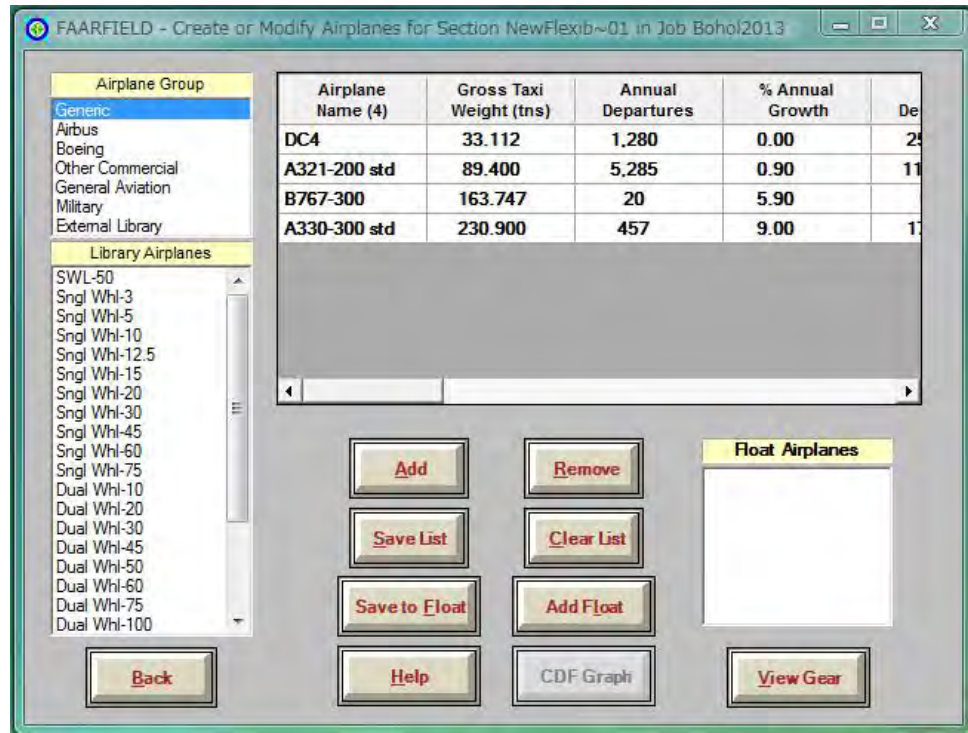 FAARFIELD - Create or Modify Airplanes for Section NewFlexib~01 in Job Bohol2013
Airplane Group
Generic
Airbus
Boeing
Other Commercial
General Aviation
Military
External Library
Library Airplanes
SWL-50
Sngl Whl-3
Sngl Whl-5
Sngl Whl-10
Sngl Whl-12.5
Sngl Whl-15
Sngl Whl-20
Sngl Whl-30
Sngl Whl-45
Sngl Whl-60
Sngl Whl-75
Dual Whl-10
Dual Whl-20
Dual Whl-30
Dual Whl-45
Dual Whl-50
Dual Whl-60
Dual Whl-75
Dual Whl-100
Airplane Gross Taxi Annual % Annual
Name (4) Weight (tns) Departures Growth De
DC4 33.112 1,280 0.00 25
A321-200 std 89.400 5,285 0.90 11
B767-300 163.747 20 5.90
A330-300 std 230.900 457 9.00 17
Add Remove
Save List Clear List
Save to Float Add Float
Float Airplanes
Back Help CDF Graph View Gear